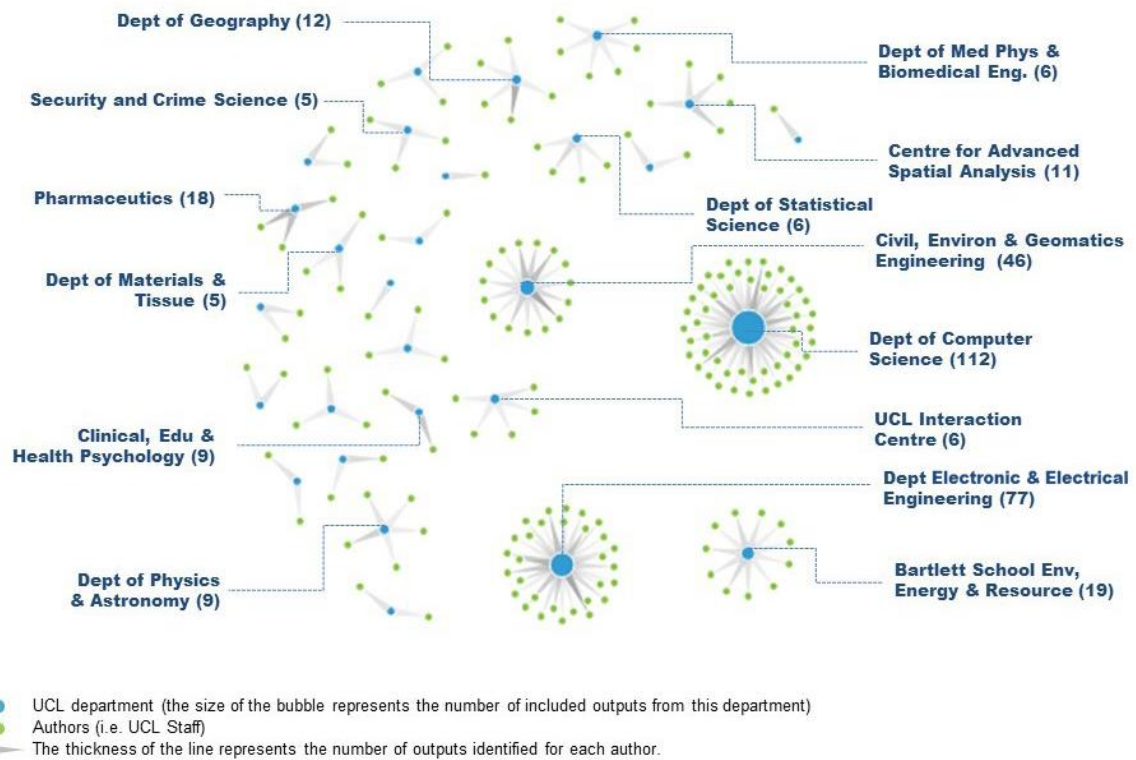 Dept of Geography (12)
Security and Crime Science (5)
Pharmaceutics (18)
Dept of Materials &
Tissue (5)
Clinical, Edu &
Health Psychology (9)
Dept of Physics
& Astronomy (9)
Dept of Med Phys &
Biomedical Eng. (6)
Centre for Advanced
Spatial Analysis (11)
Dept of Statistical
Science (6)
Civil, Environ & Geomatics
Engineering (46)
Dept of Computer
Science (112)
UCL Interaction
Centre (6)
Dept Electronic & Electrical
Engineering (77)
Bartlett School Env,
Energy & Resource (19)
UCL department (the size of the bubble represents the number of included outputs from this department)
Authors (i.e. UCL Staff)
The thickness of the line represents the number of outputs identified for each author.